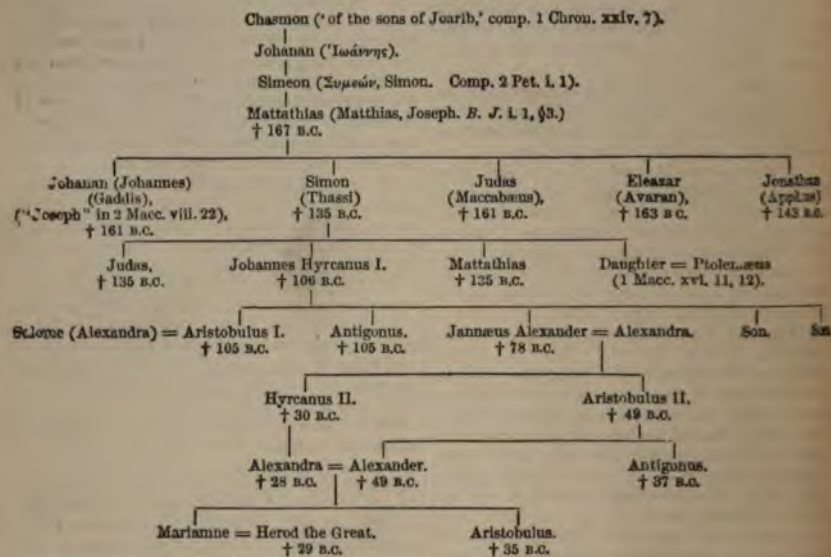 Chasmon ('of the sons of Joarib,' comp. 1 Chron. xxiv. 7).
Johanan ('Ιωάννης).
Simeon (Συμεών, Simon. Comp. 2 Pet. i. 1).
Mattathias (Matthias, Joseph. B. J. i. 1, §3.)
† 167 B.C.
Johanan (Johannes) Simon Judas Eleazar Jonathan
(Gaddis), (Thassi) (Maccabæus), (Avaran), (Apphus)
("Joseph" in 2 Macc. viii. 22), † 135 B.C. † 161 B.C. † 163 B.C. † 143 B.C.
† 161 B.C.
Judas, Johannes Hyrcanus I. Mattathias Daughter = Ptolemæus
† 135 B.C. † 106 B.C. † 135 B.C. (1 Macc. xvi. 11, 12).
Salome (Alexandra) = Aristobulus I. Antigonus. Jannæus Alexander = Alexandra. Son. Son
† 105 B.C. † 105 B.C. † 78 B.C.
Hyrcanus II. Aristobulus II.
† 30 B.C. † 49 B.C.
Alexandra = Alexander. Antigonus.
† 28 B.C. † 49 B.C. † 37 B.C.
Mariamne = Herod the Great. Aristobulus.
† 29 B.C. † 35 B.C.